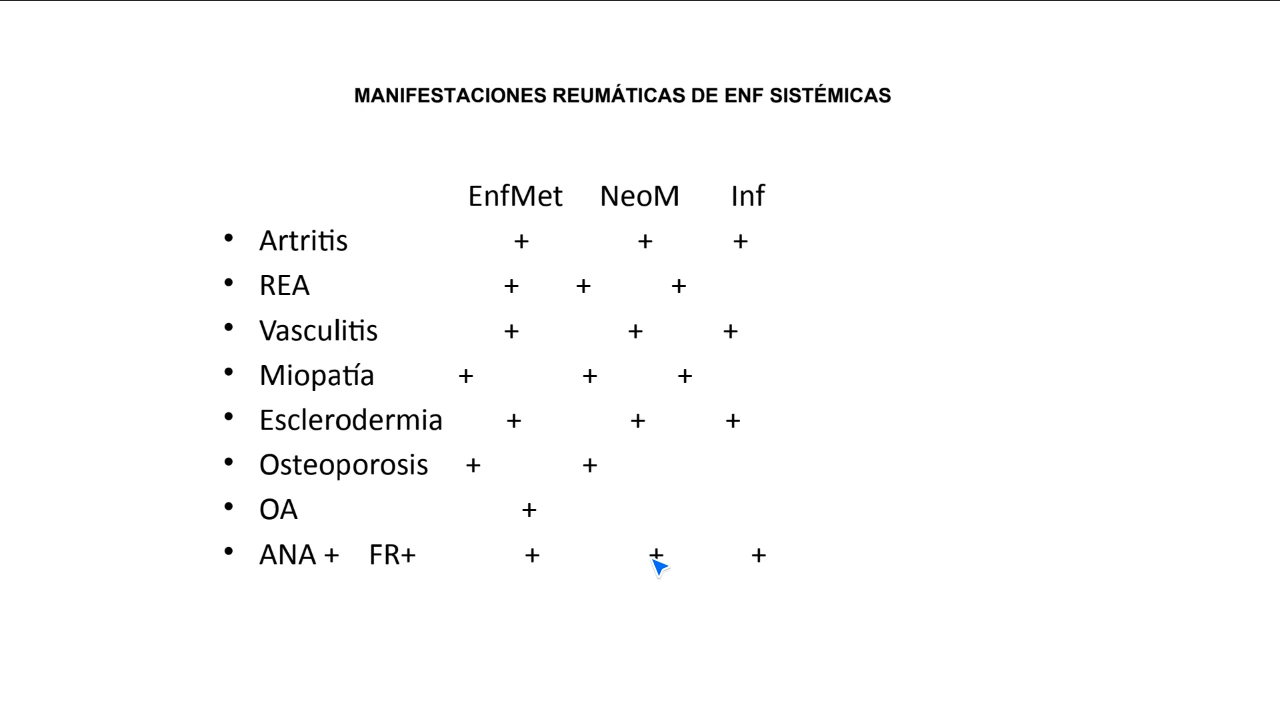 MANIFESTACIONES REUMÁTICAS DE ENF SISTÉMICAS
EnfMet NeoM Inf
• Artritis + + +
• REA + + +
• Vasculitis + + +
• Miopatía + + +
• Esclerodermia + + +
• Osteoporosis + +
• OA +
• ANA + FR+ + + +